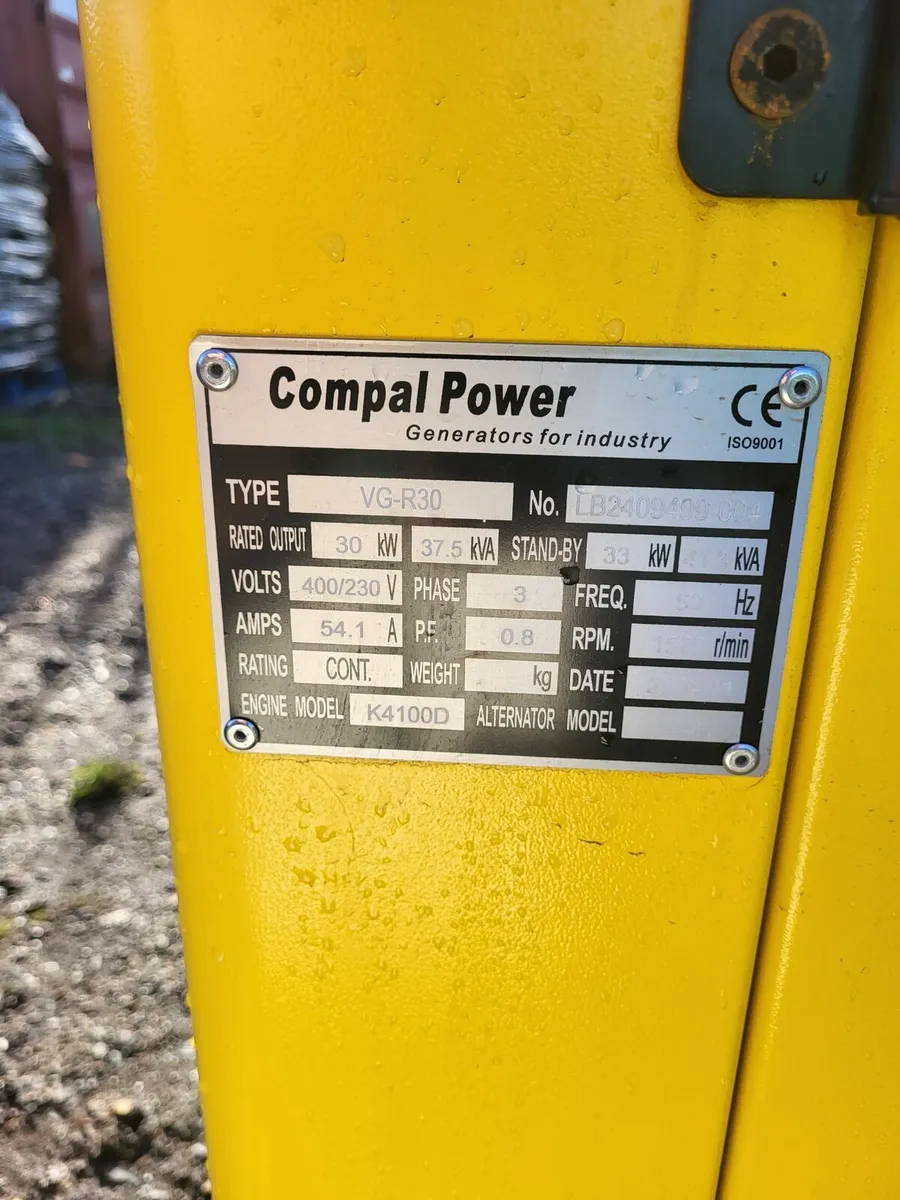 Compal Power
Generators for industry
CE
ISO9001
TYPE VG-R30 No.
RATED OUTPUT 30 kW 37.5 kVA STAND-BY 33 kW kVA
VOLTS 400/230 V PHASE 3 FREQ. Hz
AMPS 54.1 A P.F. 0.8 RPM. r/min
RATING CONT. WEIGHT kg DATE
ENGINE MODEL K4100D ALTERNATOR MODEL